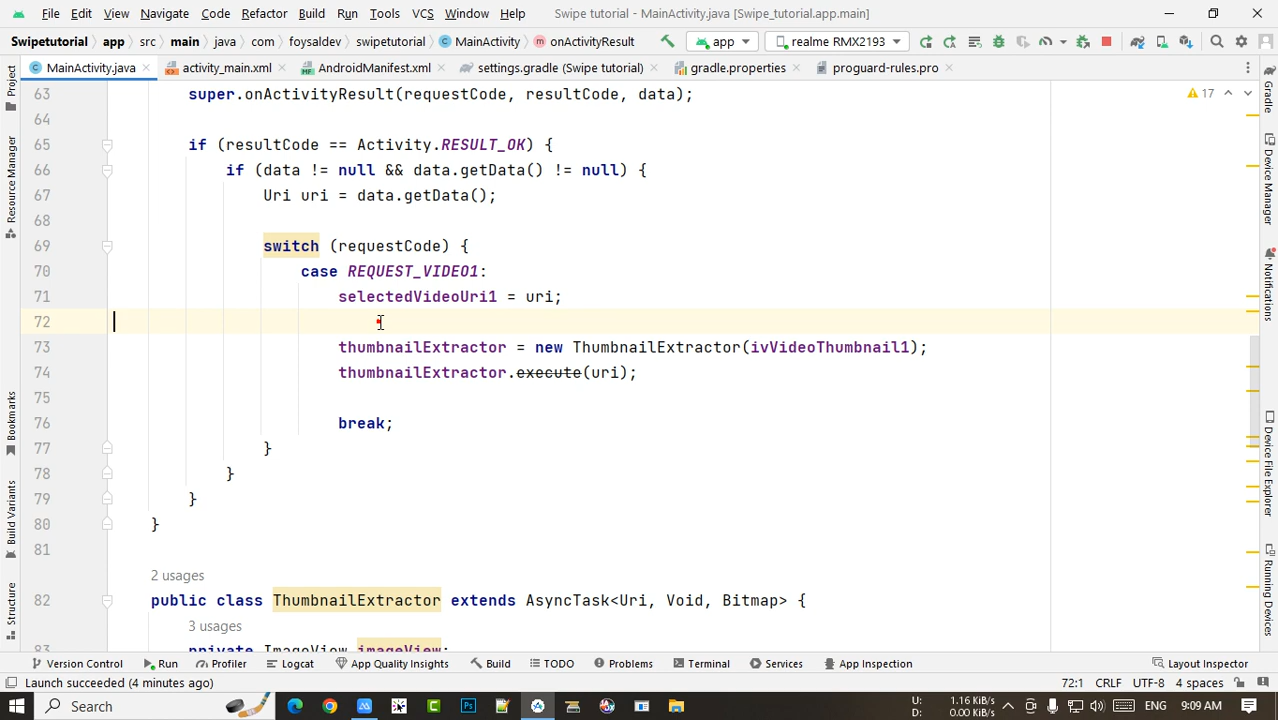 File Edit View Navigate Code Refactor Build Run Tools VCS Window Help Swipe tutorial - MainActivity.java [Swipe_tutorial.app.main]
Swipetutorial app src main java com foysaldev swipetutorial MainActivity onActivityResult app realme RMX2193
MainActivity.java activity_main.xml AndroidManifest.xml settings.gradle (Swipe tutorial) gradle.properties proguard-rules.pro
Project
Resource Manager
Bookmarks
Build Variants
Structure
63 super.onActivityResult(requestCode, resultCode, data); 17
64
65 if (resultCode == Activity.RESULT_OK) {
66 if (data != null && data.getData() != null) {
67 Uri uri = data.getData();
68
69 switch (requestCode) {
70 case REQUEST_VIDEO1:
71 selectedVideoUri1 = uri;
72
73 thumbnailExtractor = new ThumbnailExtractor(ivVideoThumbnail1);
74 thumbnailExtractor.execute(uri);
75
76 break;
77 }
78 }
79 }
80 }
81
2 usages
82 public class ThumbnailExtractor extends AsyncTask<Uri, Void, Bitmap> {
3 usages
83 private ImageView imageView;
Gradle
Device Manager
Notifications
Device File Explorer
Running Devices
Version Control Run Profiler Logcat App Quality Insights Build TODO Problems Terminal Services App Inspection Layout Inspector
Launch succeeded (4 minutes ago) 72:1 CRLF UTF-8 4 spaces
Search U: 1.16 KiB/s ENG 9:09 AM
D: 0.00 KiB/s